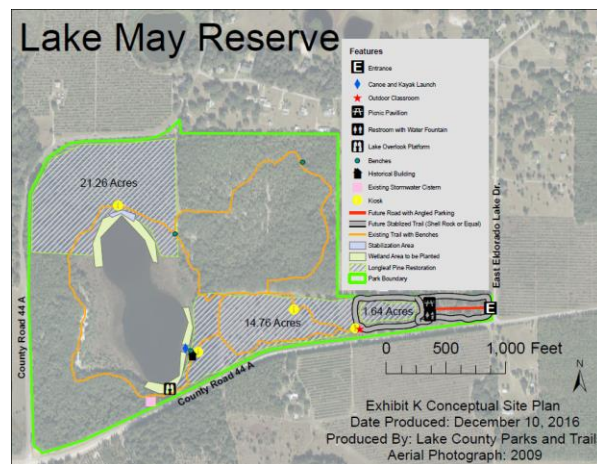 Lake May Reserve
Features
Entrance
Canoe and Kayak Launch
Outdoor Classroom
Picnic Pavilion
Restroom with Water Fountain
Lake Overlook Platform
Benches
Historical Building
Existing Stormwater Cistern
Kiosk
Future Road with Angled Parking
Future Stabilized Trail (Shell Rock or Equal)
Existing Trail with Benches
Stabilization Area
Wetland Area to be Planted
Longleaf Pine Restoration
Park Boundary
21.26 Acres
14.76 Acres
1.64 Acres
E
East Eldorado Lake Dr.
County Road 44 A
County Road 44 A
0 500 1,000 Feet
N
Exhibit K Conceptual Site Plan
Date Produced: December 10, 2016
Produced By: Lake County Parks and Trail
Aerial Photograph: 2009